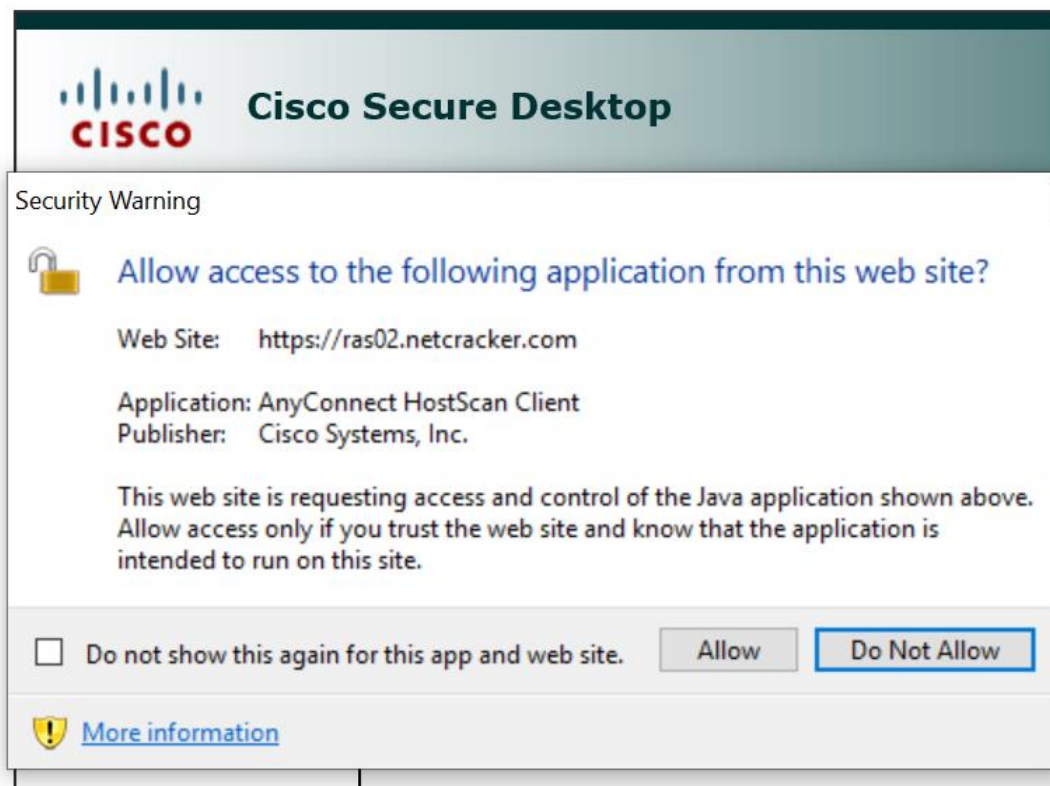 CISCO
Cisco Secure Desktop
Security Warning
Allow access to the following application from this web site?
Web Site: https://ras02.netcracker.com
Application: AnyConnect HostScan Client
Publisher: Cisco Systems, Inc.
This web site is requesting access and control of the Java application shown above.
Allow access only if you trust the web site and know that the application is
intended to run on this site.
Do not show this again for this app and web site.
Allow
Do Not Allow
More information